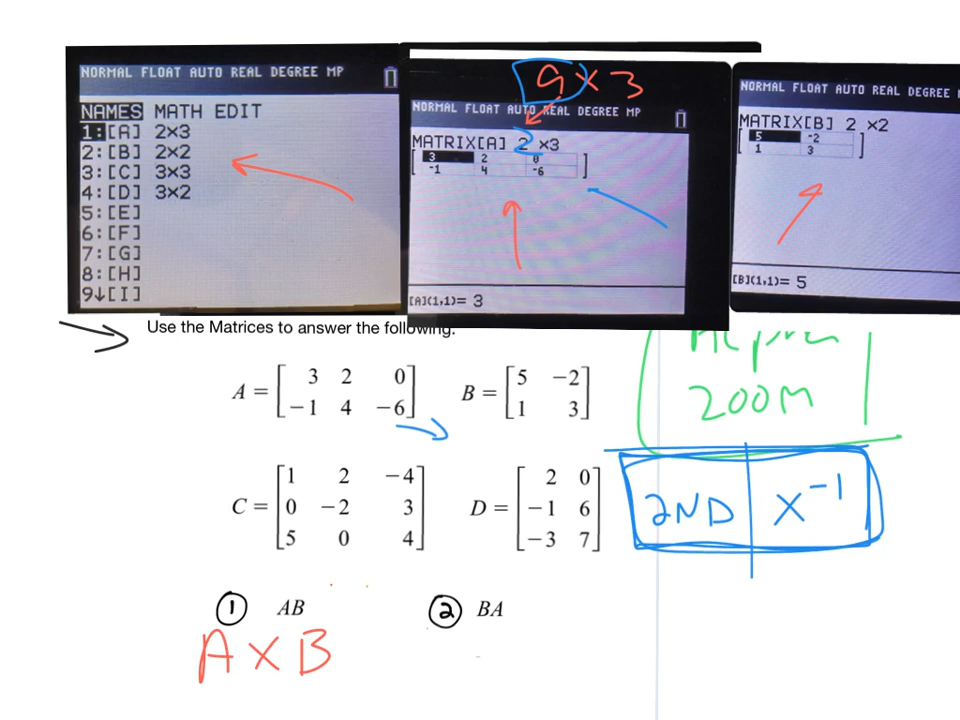 NORMAL FLOAT AUTO REAL DEGREE MP
NAMES MATH EDIT
1:[A] 2×3
2:[B] 2×2
3:[C] 3×3
4:[D] 3×2
5:[E]
6:[F]
7:[G]
8:[H]
9↓[I]
9 × 3
NORMAL FLOAT AUTO REAL DEGREE MP
MATRIX[A] 2 ×3
[ 3 2 0 ]
[ -1 4 -6 ]
[A](1,1)= 3
NORMAL FLOAT AUTO REAL DEGREE
MATRIX[B] 2 ×2
[ 5 -2 ]
[ 1 3 ]
[B](1,1)= 5
Use the Matrices to answer the following.
A = [ 3 2 0 ]
[ −1 4 −6 ]
B = [ 5 −2 ]
[ 1 3 ]
200M
C = [ 1 2 −4 ]
[ 0 −2 3 ]
[ 5 0 4 ]
D = [ 2 0 ]
[ −1 6 ]
[ −3 7 ]
2ND X⁻¹
① AB
② BA
A X B